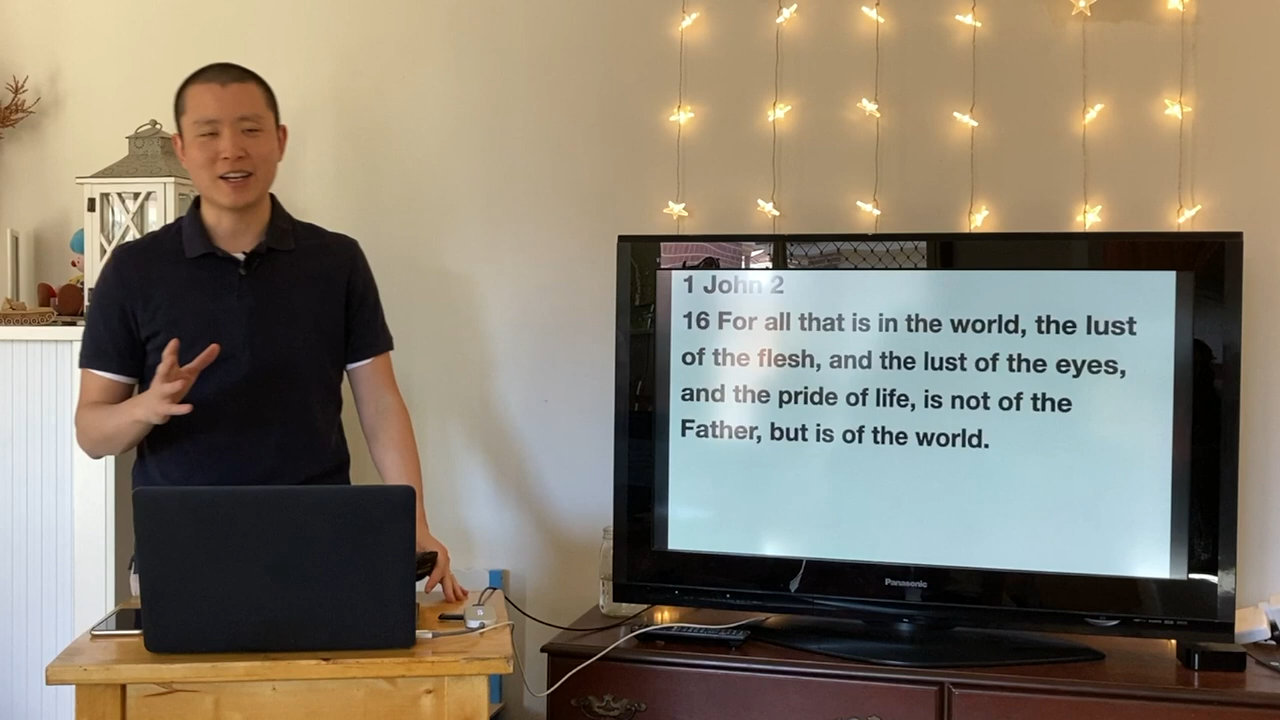 1 John 2
16 For all that is in the world, the lust
of the flesh, and the lust of the eyes,
and the pride of life, is not of the
Father, but is of the world.
Panasonic